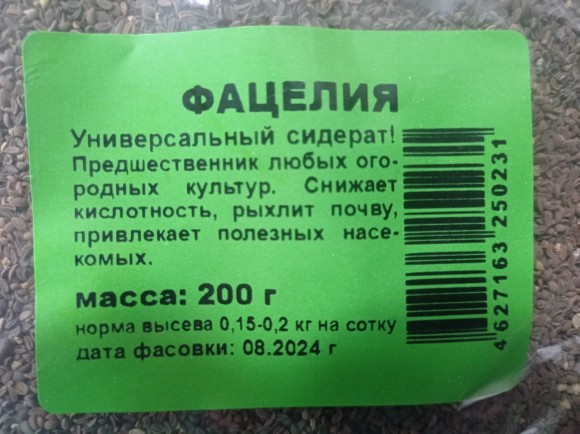 ФАЦЕЛИЯ
Универсальный сидерат!
Предшественник любых ого-
родных культур. Снижает
кислотность, рыхлит почву,
привлекает полезных насе-
комых.
масса: 200 г
норма высева 0,15-0,2 кг на сотку
дата фасовки: 08.2024 г
4 627163 250231